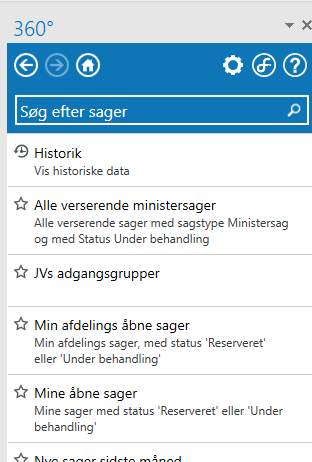 360°
Søg efter sager
Historik
Vis historiske data
Alle verserende ministersager
Alle verserende sager med sagstype Ministersag
og med Status Under behandling
JVs adgangsgrupper
Min afdelings åbne sager
Min afdelings sager, med status 'Reserveret'
eller 'Under behandling'
Mine åbne sager
Mine sager med status 'Reserveret' eller 'Under
behandling'
Nye sager sidste måned